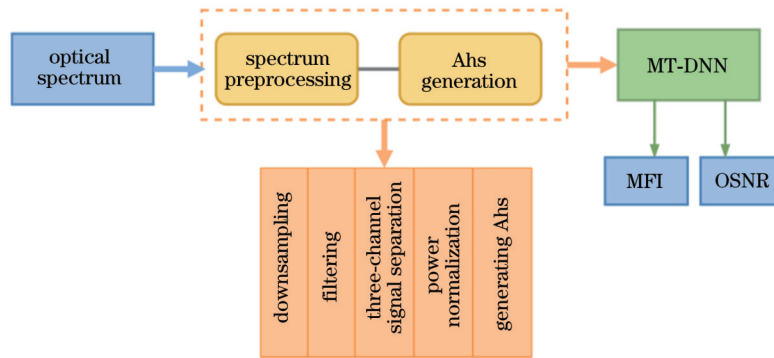 optical
spectrum
spectrum
preprocessing
Ahs
generation
MT-DNN
MFI
OSNR
downsampling
filtering
three-channel
signal separation
power
normalization
generating Ahs